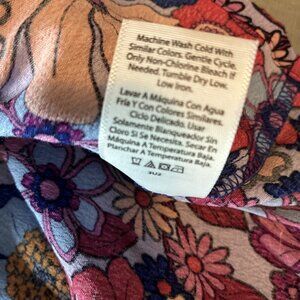 Machine Wash Cold With
Similar Colors. Gentle Cycle.
Only Non-Chlorine Bleach If
Needed. Tumble Dry Low.
Low Iron.
Lavar A Máquina Con Agua
Fría Y Con Colores Similares.
Ciclo Delicado. Usar
Solamente Blanqueador Sin
Cloro Si Se Necesita. Secar En
Máquina A Temperatura Baja.
Planchar A Temperatura Baja.